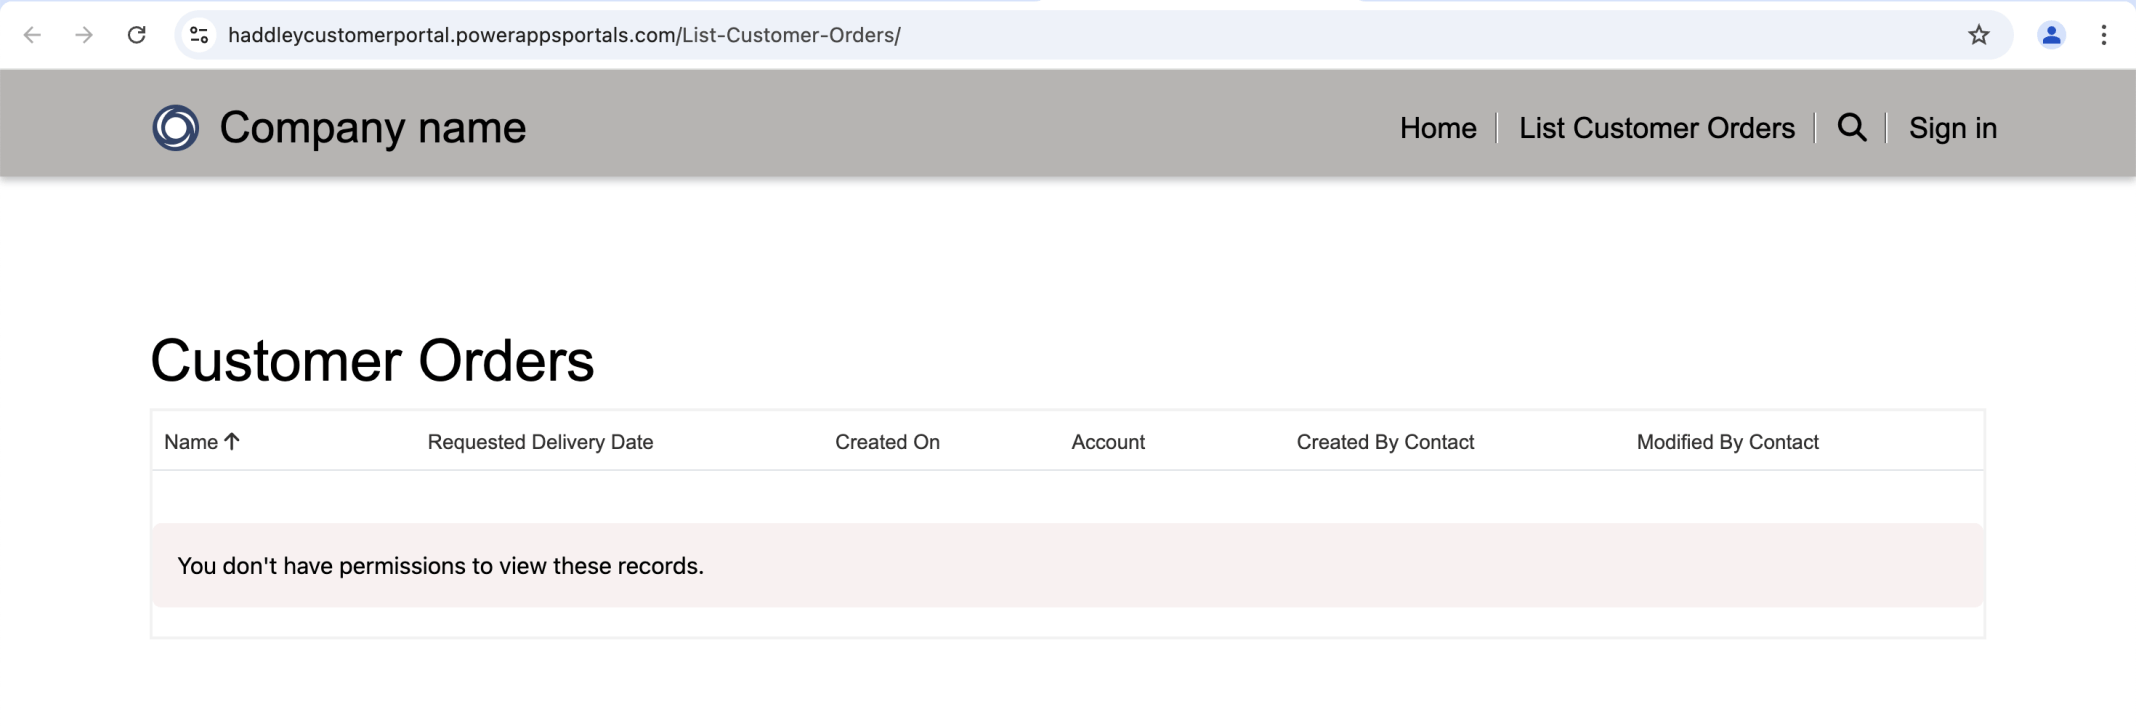 haddleycustomerportal.powerappsportals.com/List-Customer-Orders/
Company name
Home List Customer Orders Sign in
Customer Orders
Name Requested Delivery Date Created On Account Created By Contact Modified By Contact
You don't have permissions to view these records.